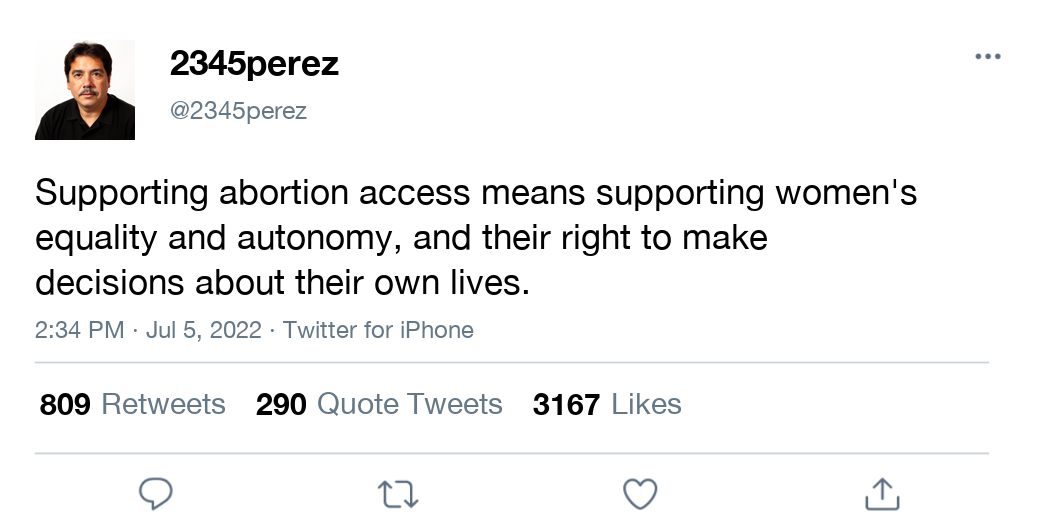 2345perez
@2345perez
Supporting abortion access means supporting women's
equality and autonomy, and their right to make
decisions about their own lives.
2:34 PM · Jul 5, 2022 · Twitter for iPhone
809 Retweets 290 Quote Tweets 3167 Likes